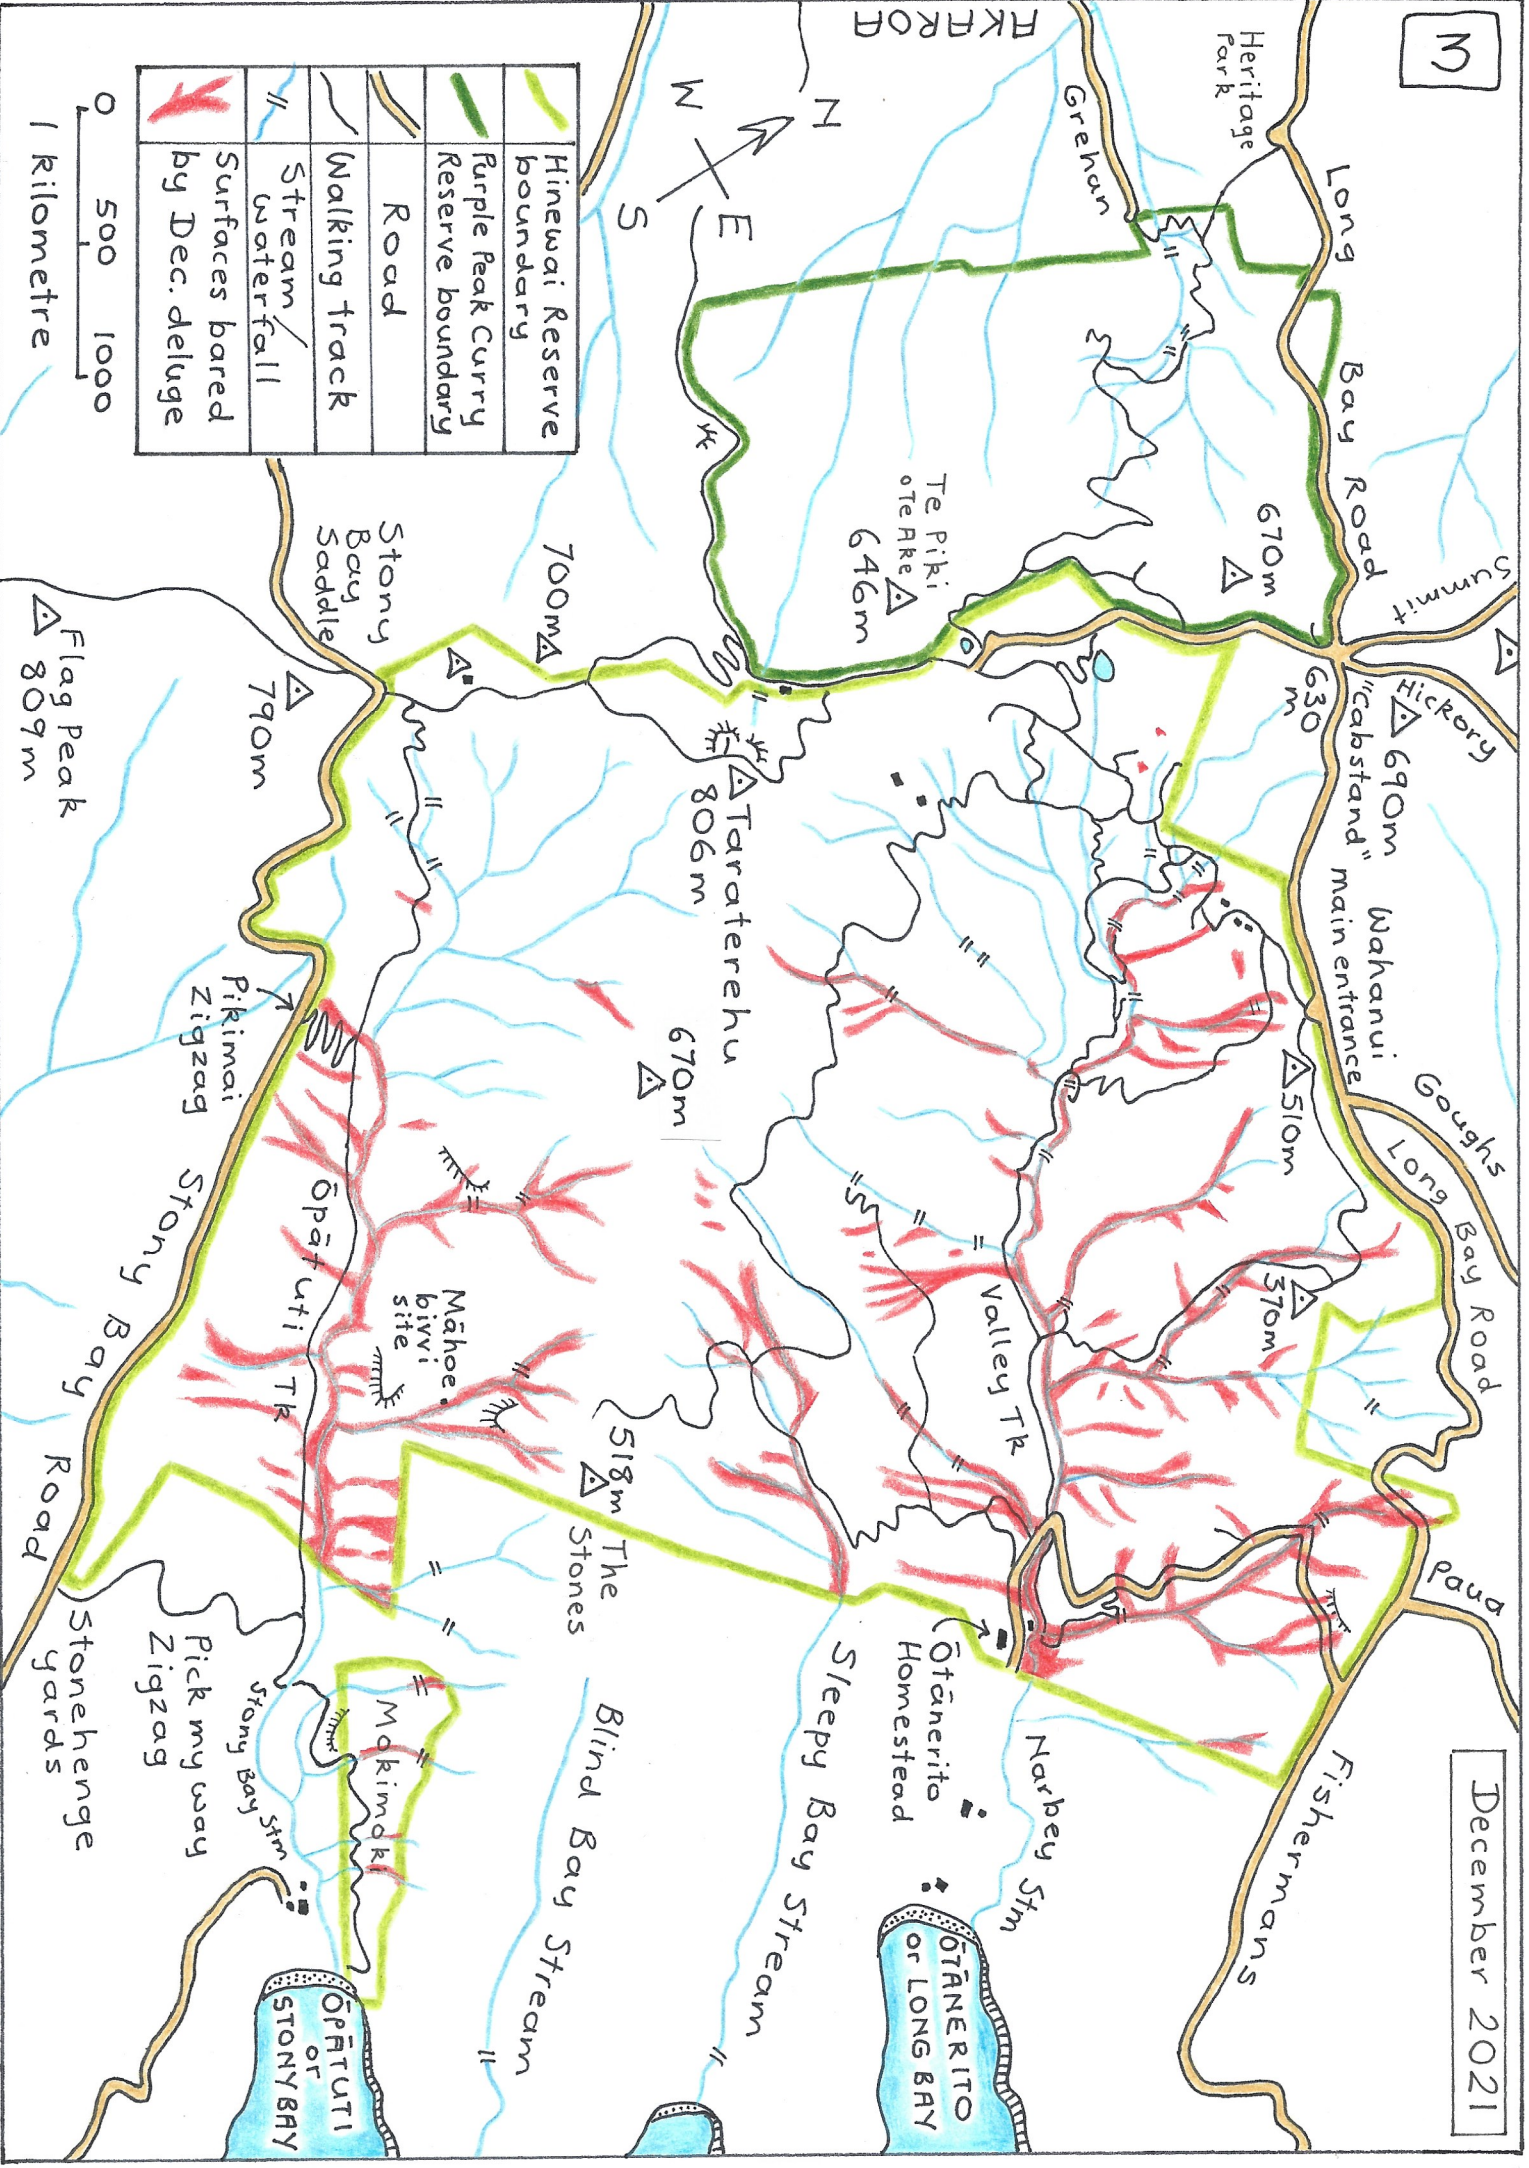 3
December 2021
AKAROA
Heritage
Park
Grehan
Long Bay Road
N
W
E
S
Hinewai Reserve
boundary
Purple Peak Curry
Reserve boundary
Road
Walking track
Stream/
waterfall
Surfaces bared
by Dec. deluge
0 500 1000
1 kilometre
Summit
Hickory
670m
630
m
690m
"Cabstand"
Wahanui
main entrance
Te Piki
o Te Ake
646m
700m
Stony
Bay
Saddle
Flag Peak
809m
790m
Taraterehu
806m
670m
510m
Goughs
Long Bay Road
370m
Pikimai
Zigzag
Stony Bay Road
Ōpātuti Tk
Māhoe
bivvi
site
Valley Tk
518m
The
Stones
Paua
Fishermans
Ōtānerito
Homestead
Narbey Stm
Sleepy Bay Stream
Blind Bay Stream
Mokimoki
Stony Bay Stm
Pick my way
Zigzag
Stonehenge
yards
ŌTĀNERITO
or LONG BAY
ŌPĀTUTI
or
STONY BAY